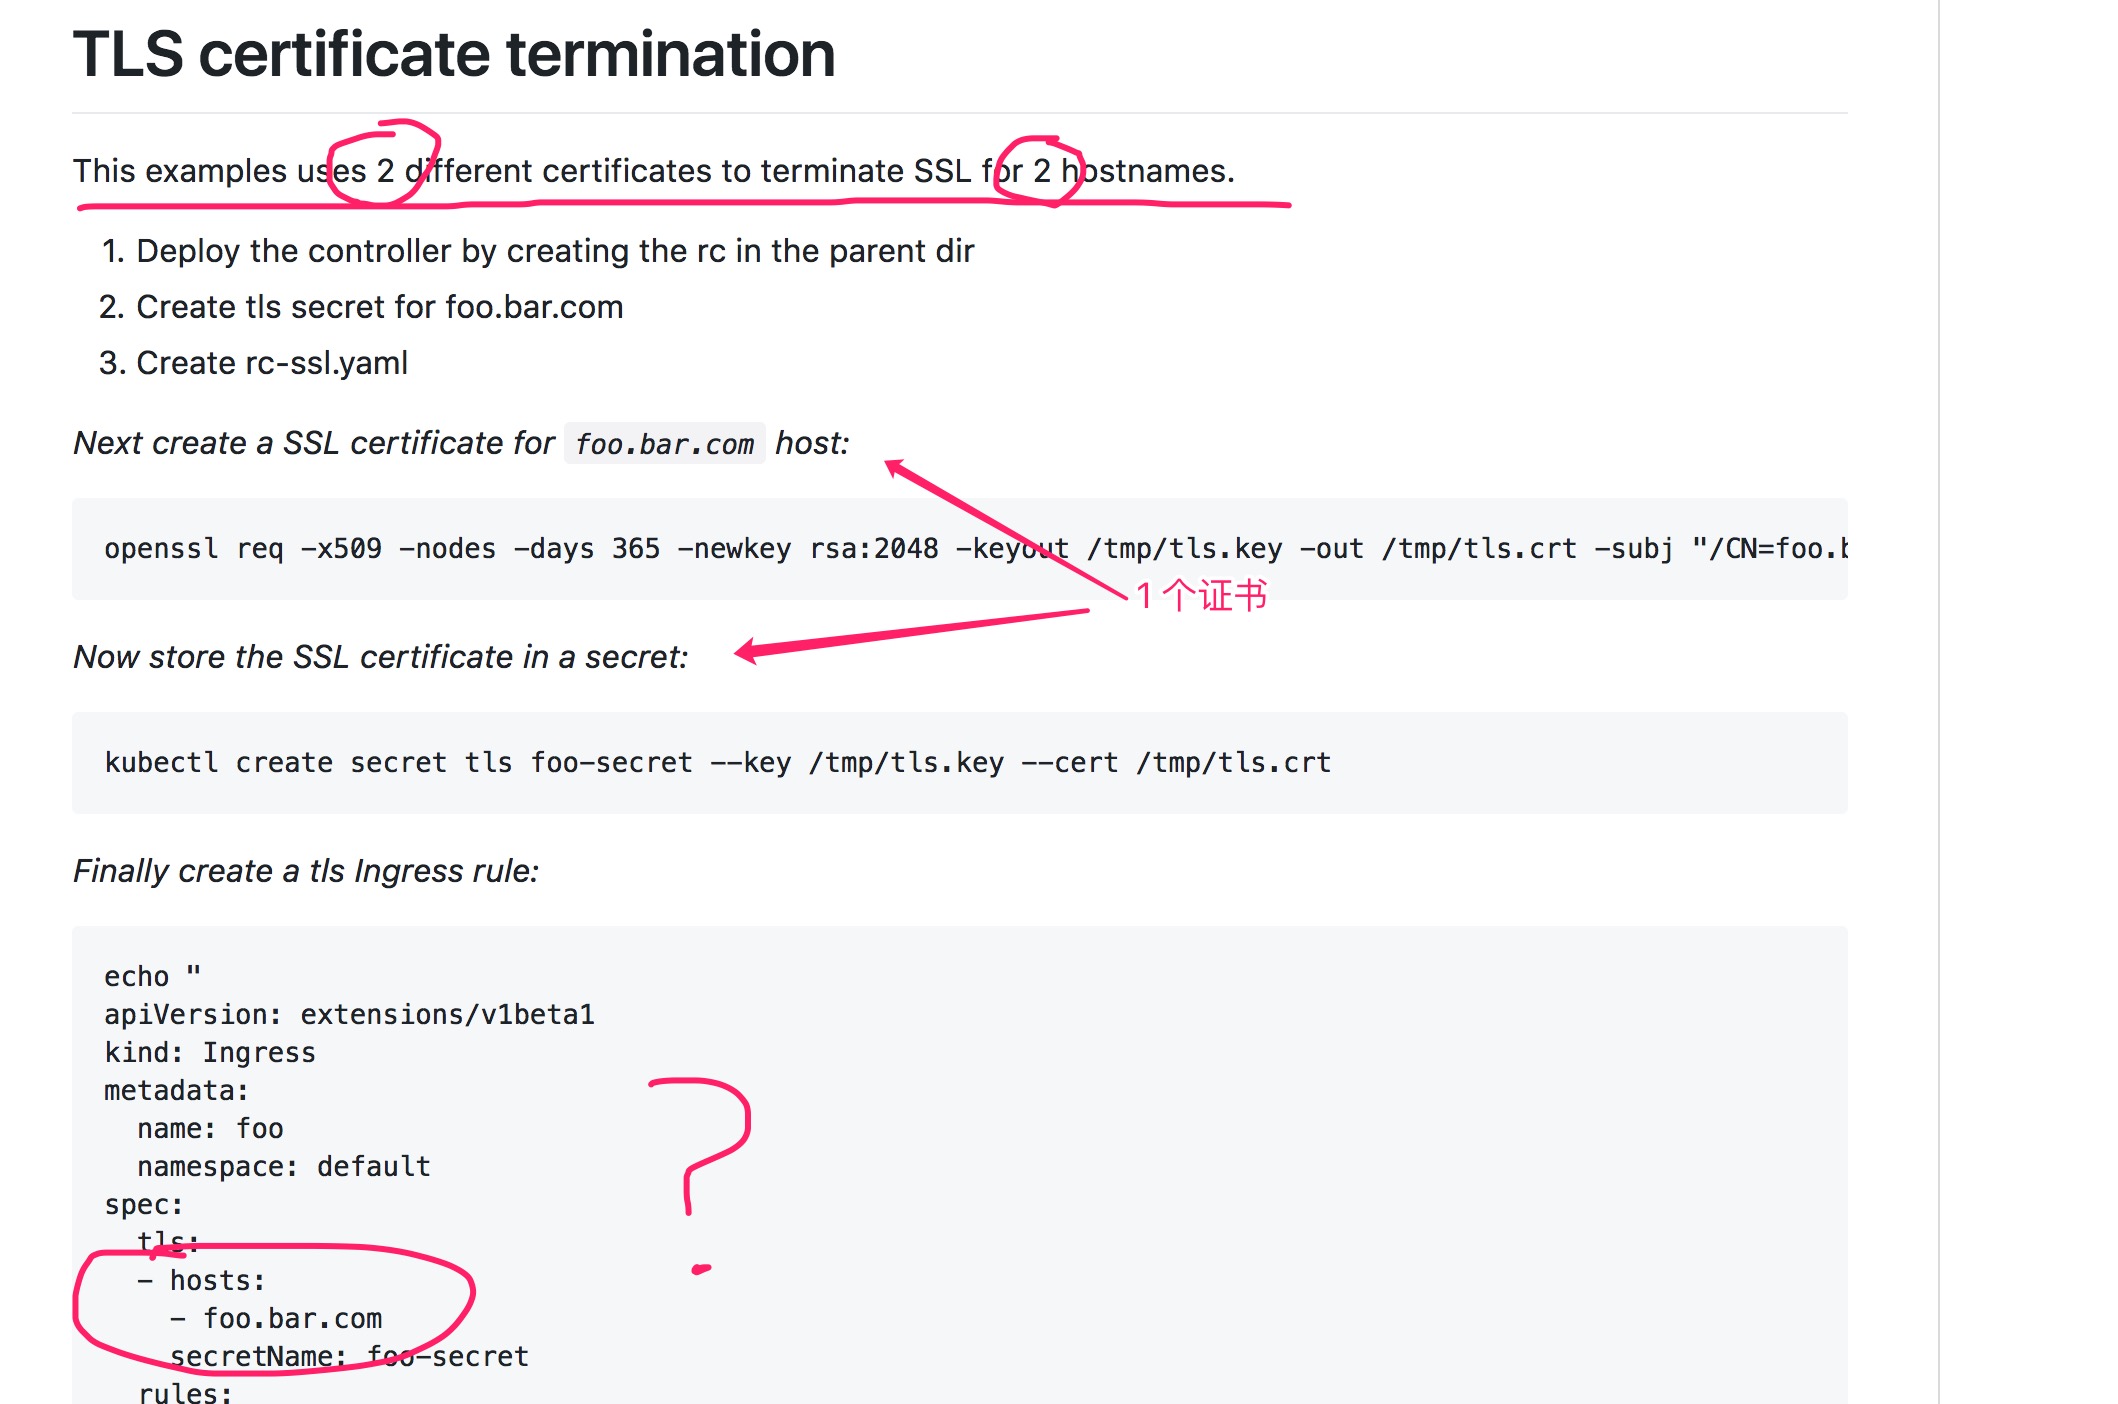 TLS certificate termination
This examples uses 2 different certificates to terminate SSL for 2 hostnames.
1. Deploy the controller by creating the rc in the parent dir
2. Create tls secret for foo.bar.com
3. Create rc-ssl.yaml
Next create a SSL certificate for foo.bar.com host:
openssl req -x509 -nodes -days 365 -newkey rsa:2048 -keyout /tmp/tls.key -out /tmp/tls.crt -subj "/CN=foo.b
1 个证书
Now store the SSL certificate in a secret:
kubectl create secret tls foo-secret --key /tmp/tls.key --cert /tmp/tls.crt
Finally create a tls Ingress rule:
echo "
apiVersion: extensions/v1beta1
kind: Ingress
metadata:
  name: foo
  namespace: default
spec:
  tls:
  - hosts:
    - foo.bar.com
    secretName: foo-secret
  rules:
?